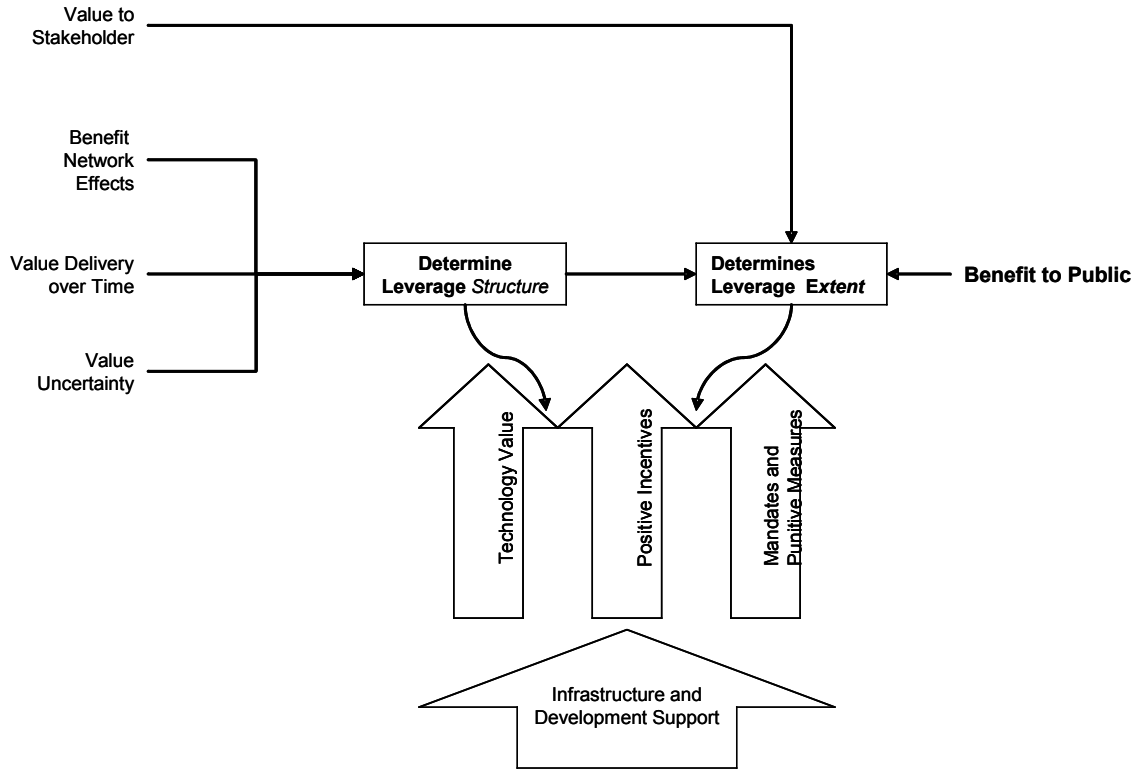 Value to
Stakeholder
Benefit
Network
Effects
Value Delivery
over Time
Value
Uncertainty
Determine
Leverage Structure
Determines
Leverage Extent
Benefit to Public
Technology Value
Positive Incentives
Mandates and
Punitive Measures
Infrastructure and
Development Support